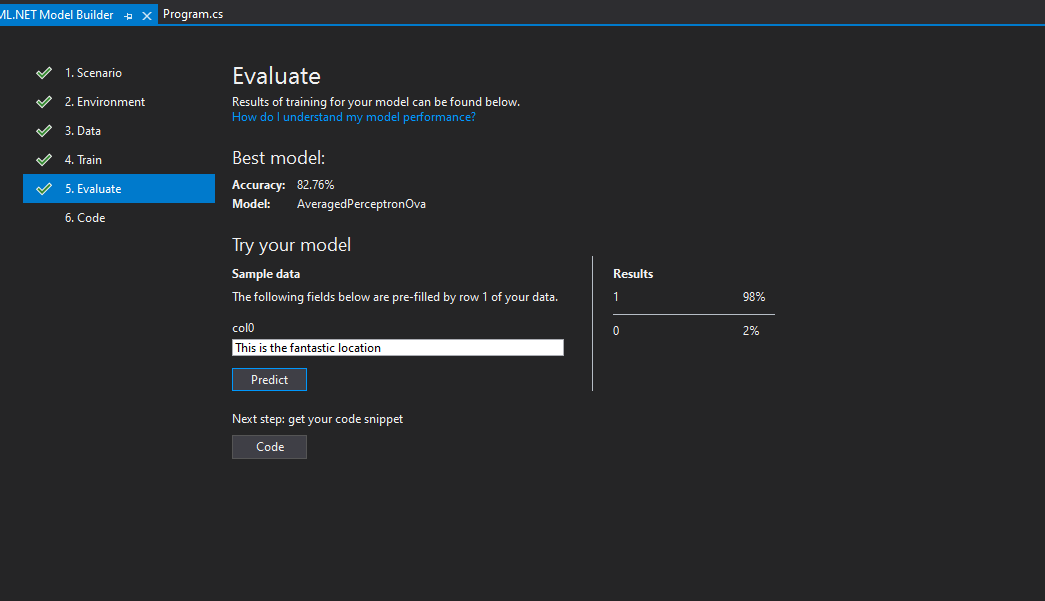 ML.NET Model Builder
Program.cs
1. Scenario
2. Environment
3. Data
4. Train
5. Evaluate
6. Code
Evaluate
Results of training for your model can be found below.
How do I understand my model performance?
Best model:
Accuracy: 82.76%
Model: AveragedPerceptronOva
Try your model
Sample data
The following fields below are pre-filled by row 1 of your data.
col0
This is the fantastic location
Predict
Next step: get your code snippet
Code
Results
1 98%
0 2%